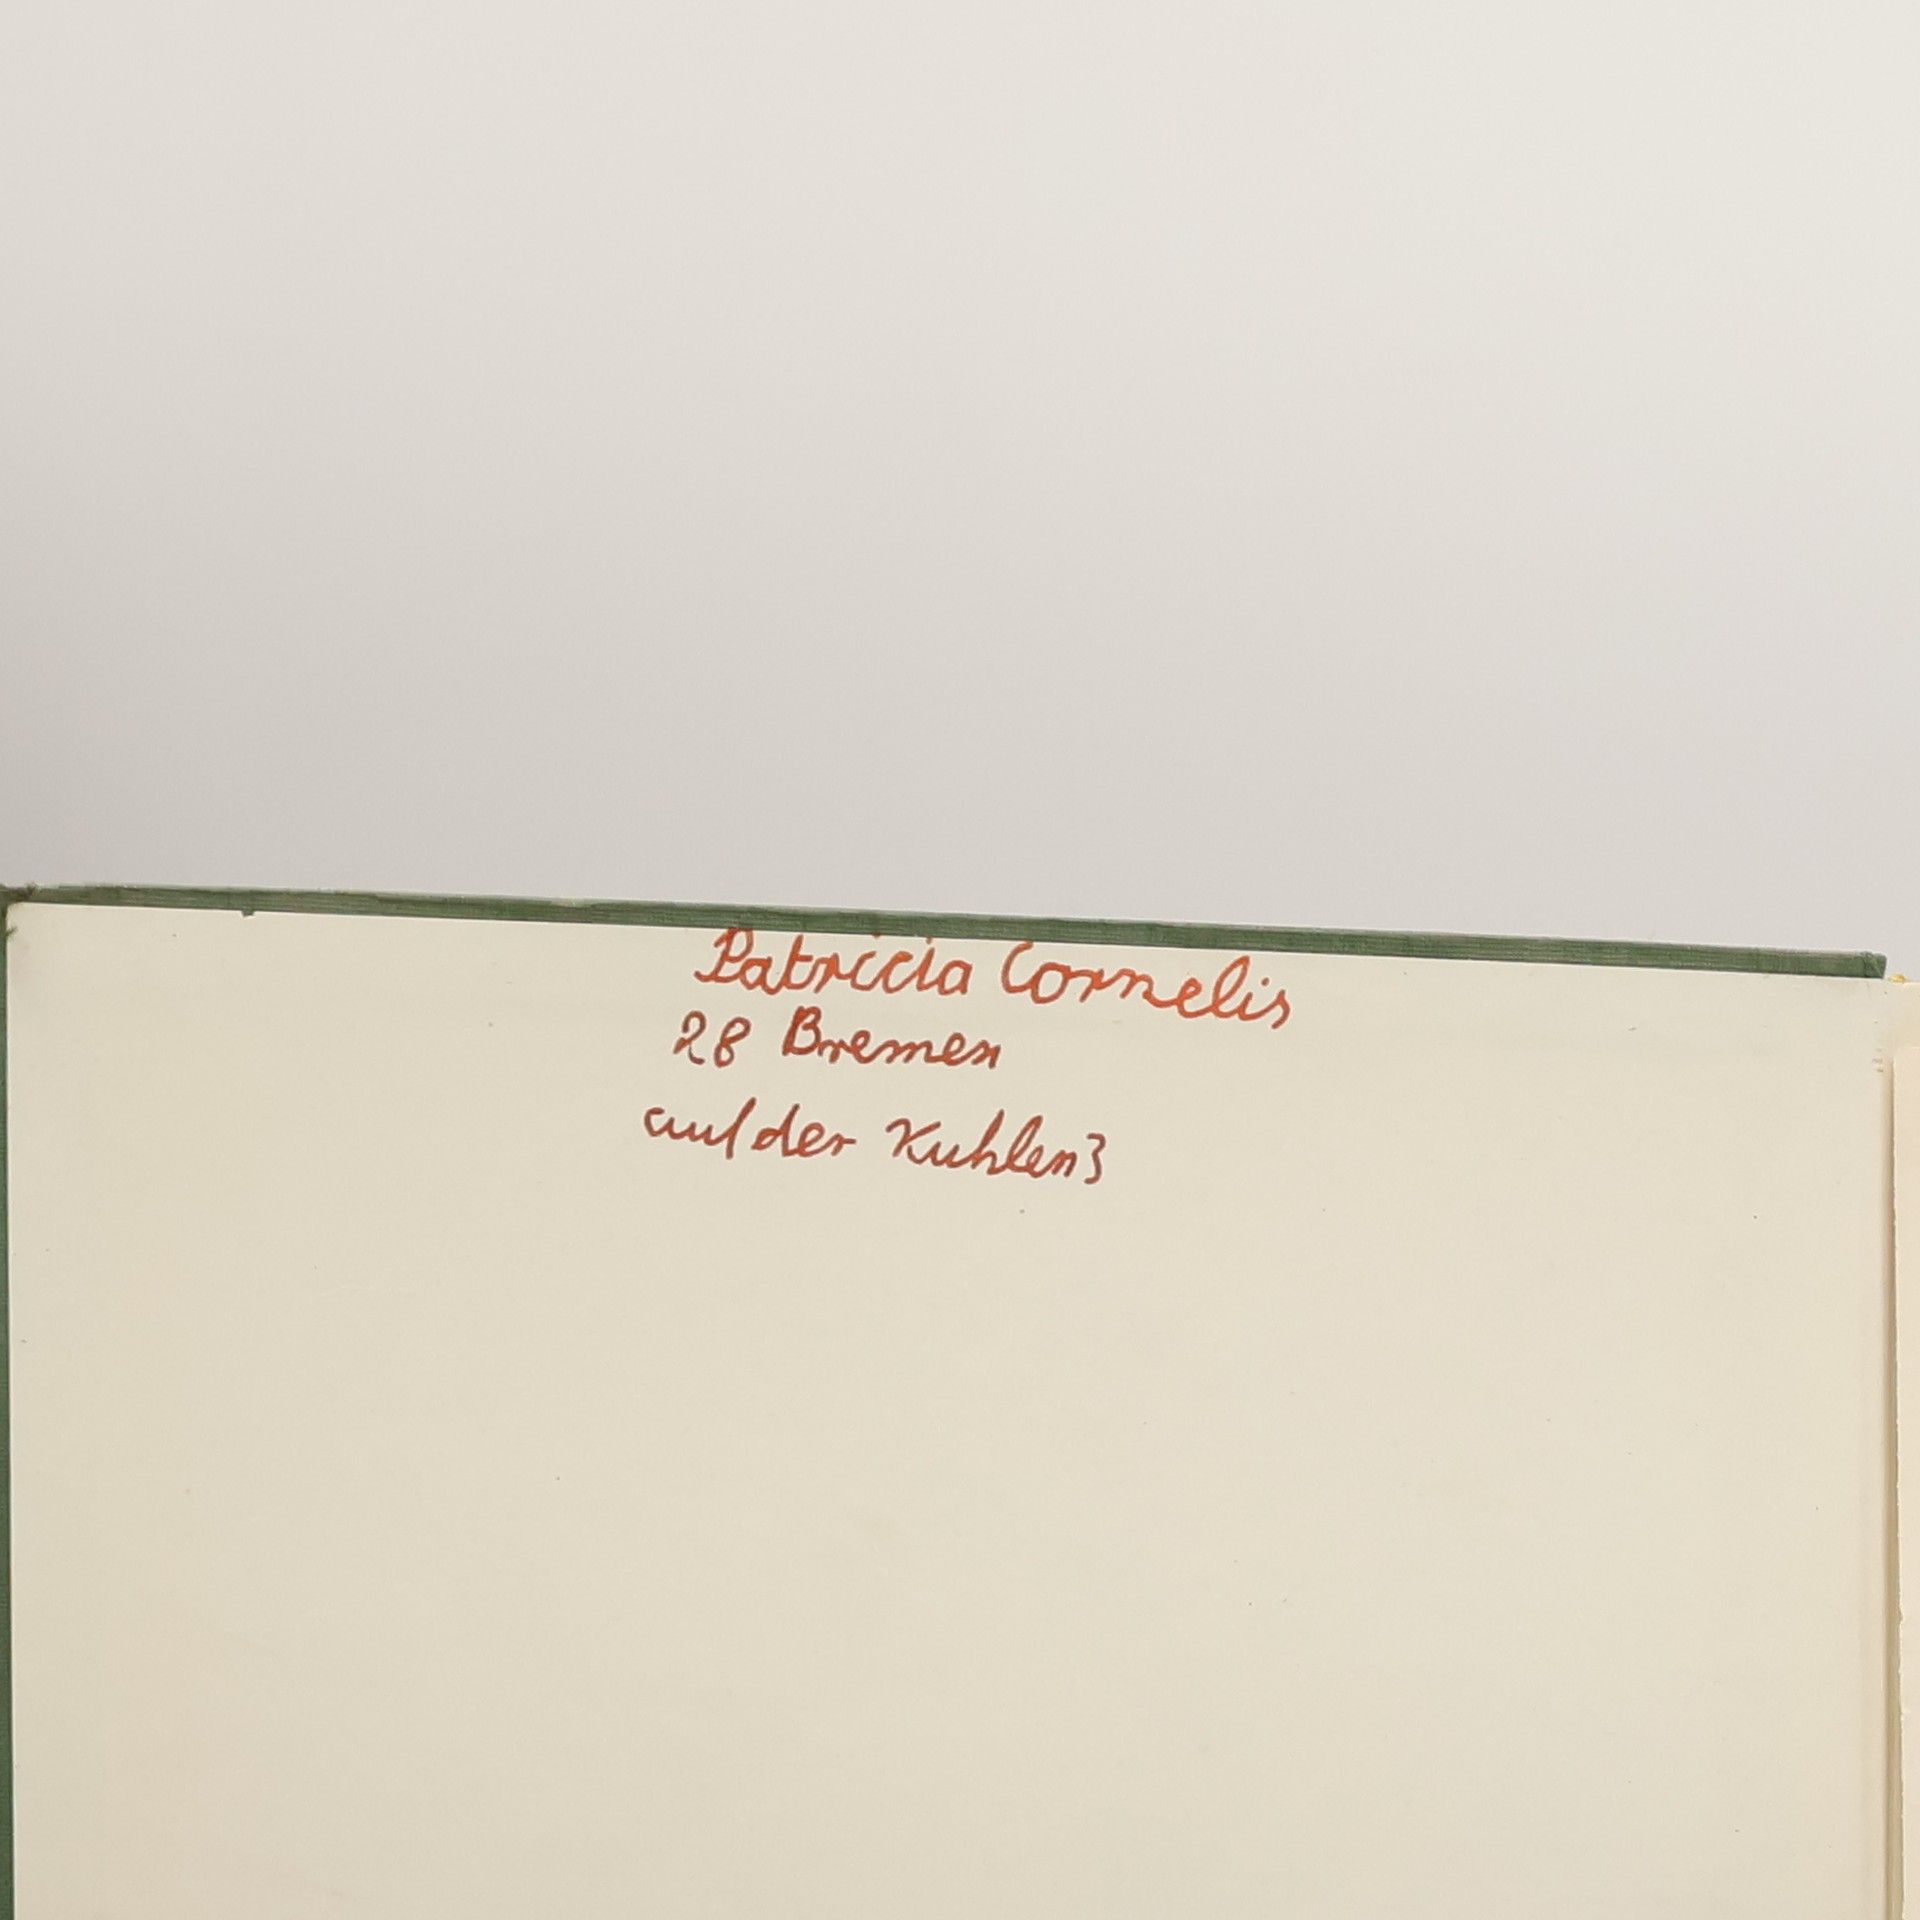 Patricia Cornelis
28 Bremen
auf der Kuhlen 3